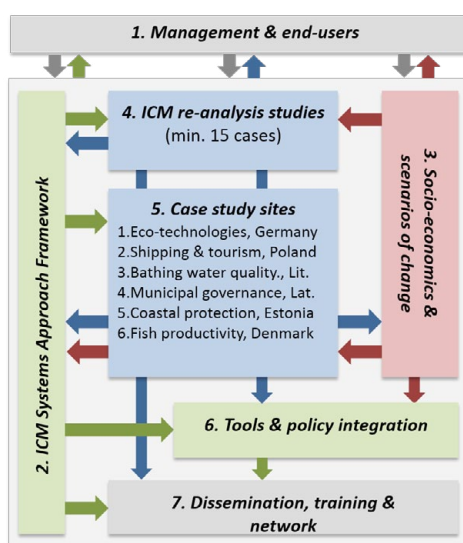 1. Management & end-users
4. ICM re-analysis studies
(min. 15 cases)
2. ICM Systems Approach Framework
3. Socio-economics &
scenarios of change
5. Case study sites
1.Eco-technologies, Germany
2.Shipping & tourism, Poland
3.Bathing water quality., Lit.
4.Municipal governance, Lat.
5.Coastal protection, Estonia
6.Fish productivity, Denmark
6. Tools & policy integration
7. Dissemination, training &
network